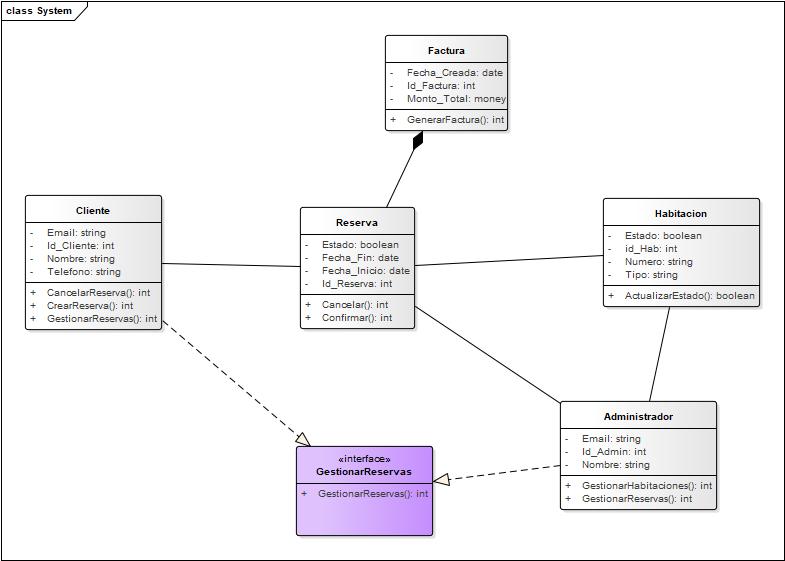 class System
Factura
- Fecha_Creada: date
- Id_Factura: int
- Monto_Total: money
+ GenerarFactura(): int
Cliente
- Email: string
- Id_Cliente: int
- Nombre: string
- Telefono: string
+ CancelarReserva(): int
+ CrearReserva(): int
+ GestionarReservas(): int
Reserva
- Estado: boolean
- Fecha_Fin: date
- Fecha_Inicio: date
- Id_Reserva: int
+ Cancelar(): int
+ Confirmar(): int
Habitacion
- Estado: boolean
- id_Hab: int
- Numero: string
- Tipo: string
+ ActualizarEstado(): boolean
Administrador
- Email: string
- Id_Admin: int
- Nombre: string
+ GestionarHabitaciones(): int
+ GestionarReservas(): int
«interface»
GestionarReservas
+ GestionarReservas(): int